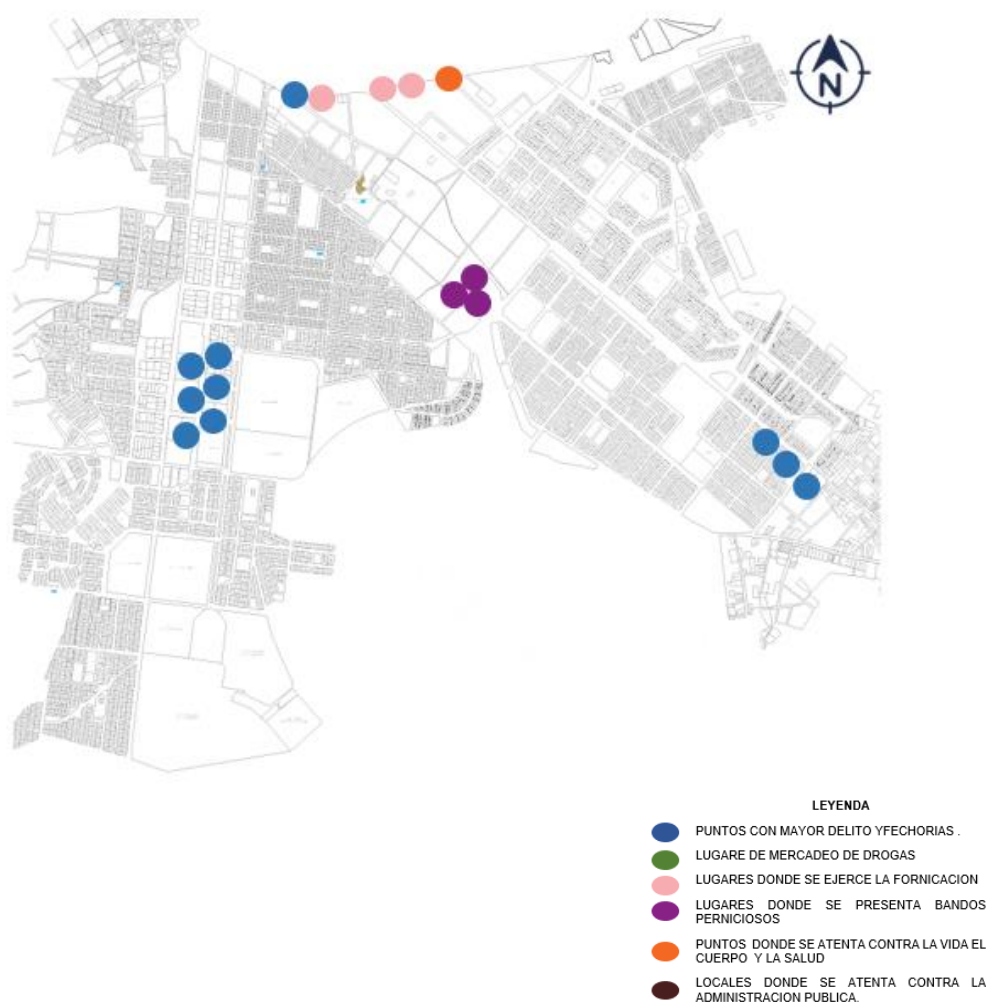 N
LEYENDA
PUNTOS CON MAYOR DELITO YFECHORIAS .
LUGARE DE MERCADEO DE DROGAS
LUGARES DONDE SE EJERCE LA FORNICACION
LUGARES DONDE SE PRESENTA BANDOS
PERNICIOSOS
PUNTOS DONDE SE ATENTA CONTRA LA VIDA EL
CUERPO Y LA SALUD
LOCALES DONDE SE ATENTA CONTRA LA
ADMINISTRACION PUBLICA.